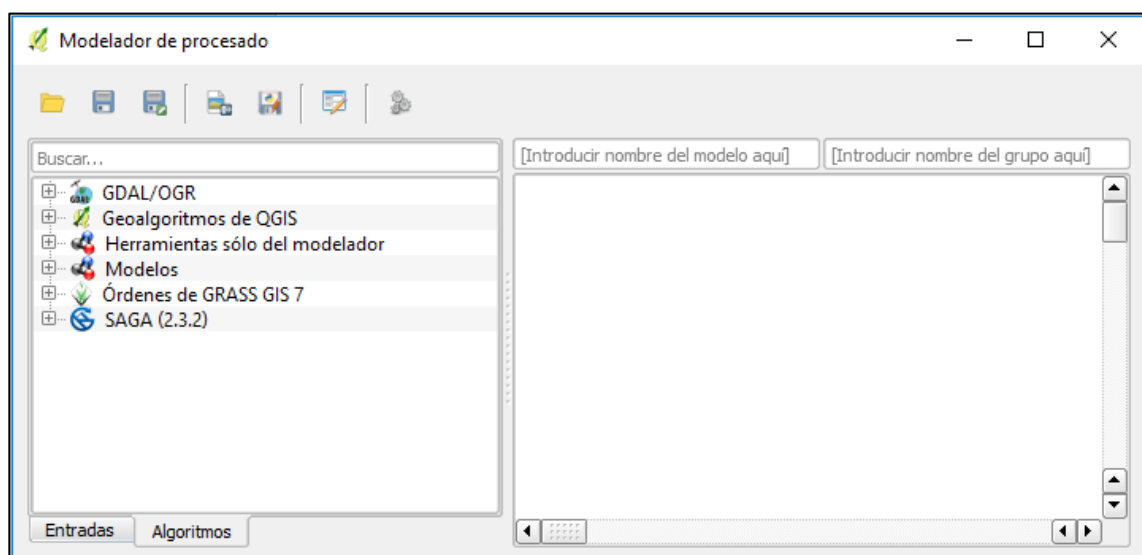 Modelador de procesado
Buscar...
[Introducir nombre del modelo aquí]
[Introducir nombre del grupo aquí]
GDAL/OGR
Geoalgoritmos de QGIS
Herramientas sólo del modelador
Modelos
Órdenes de GRASS GIS 7
SAGA (2.3.2)
Entradas
Algoritmos